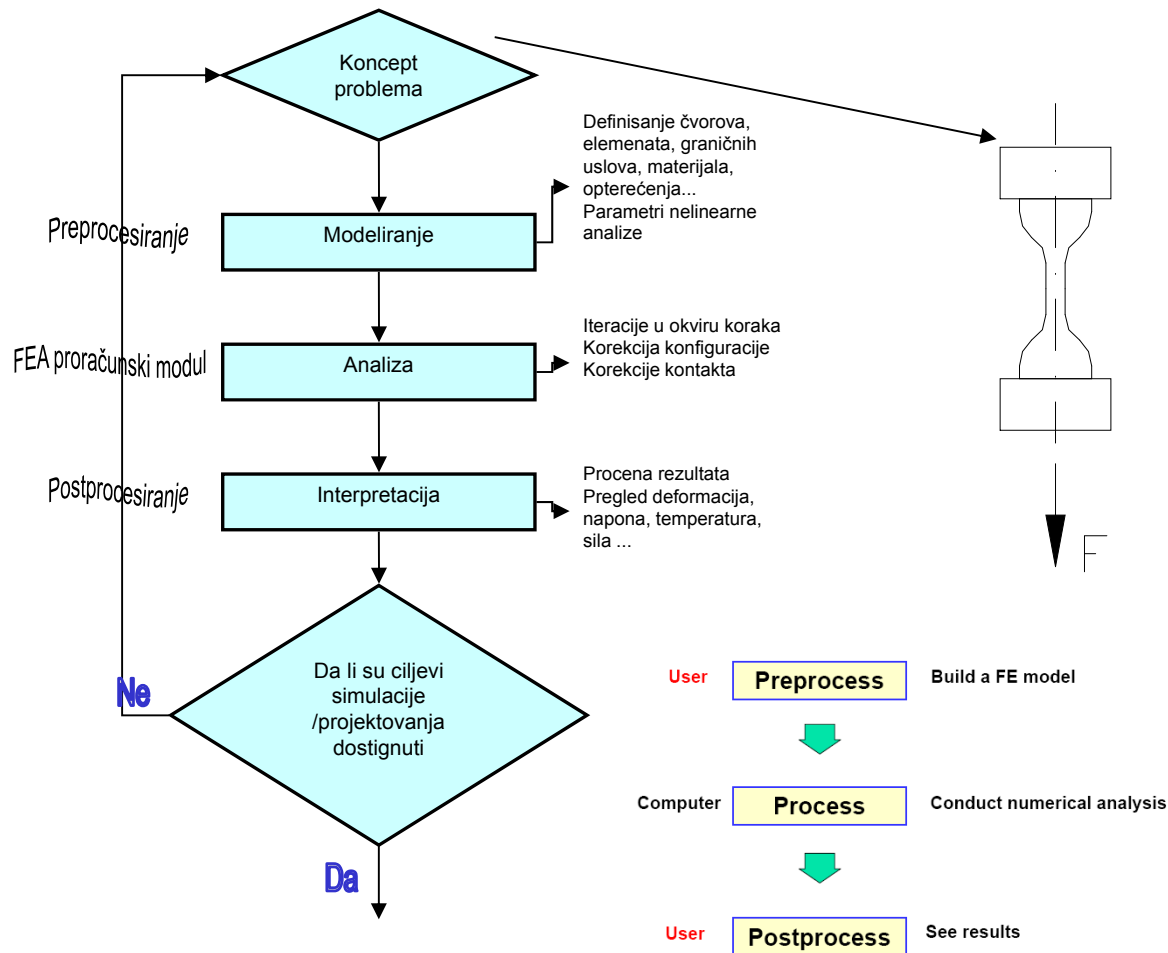 Koncept
problema
Definisanje čvorova,
elemenata, graničnih
uslova, materijala,
opterećenja...
Parametri nelinearne
analize
Preprocesiranje
Modeliranje
FEA proračunski modul
Analiza
Iteracije u okviru koraka
Korekcija konfiguracije
Korekcije kontakta
Postprocesiranje
Interpretacija
Procena rezultata
Pregled deformacija,
napona, temperatura,
sila ...
F
Da li su ciljevi
simulacije
/projektovanja
dostignuti
Ne
Da
User
Preprocess
Build a FE model
Computer
Process
Conduct numerical analysis
User
Postprocess
See results